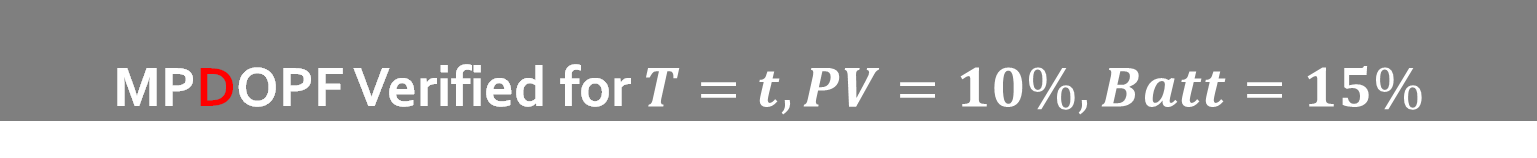 MPDOPF Verified for T = t, PV = 10%, Batt = 15%